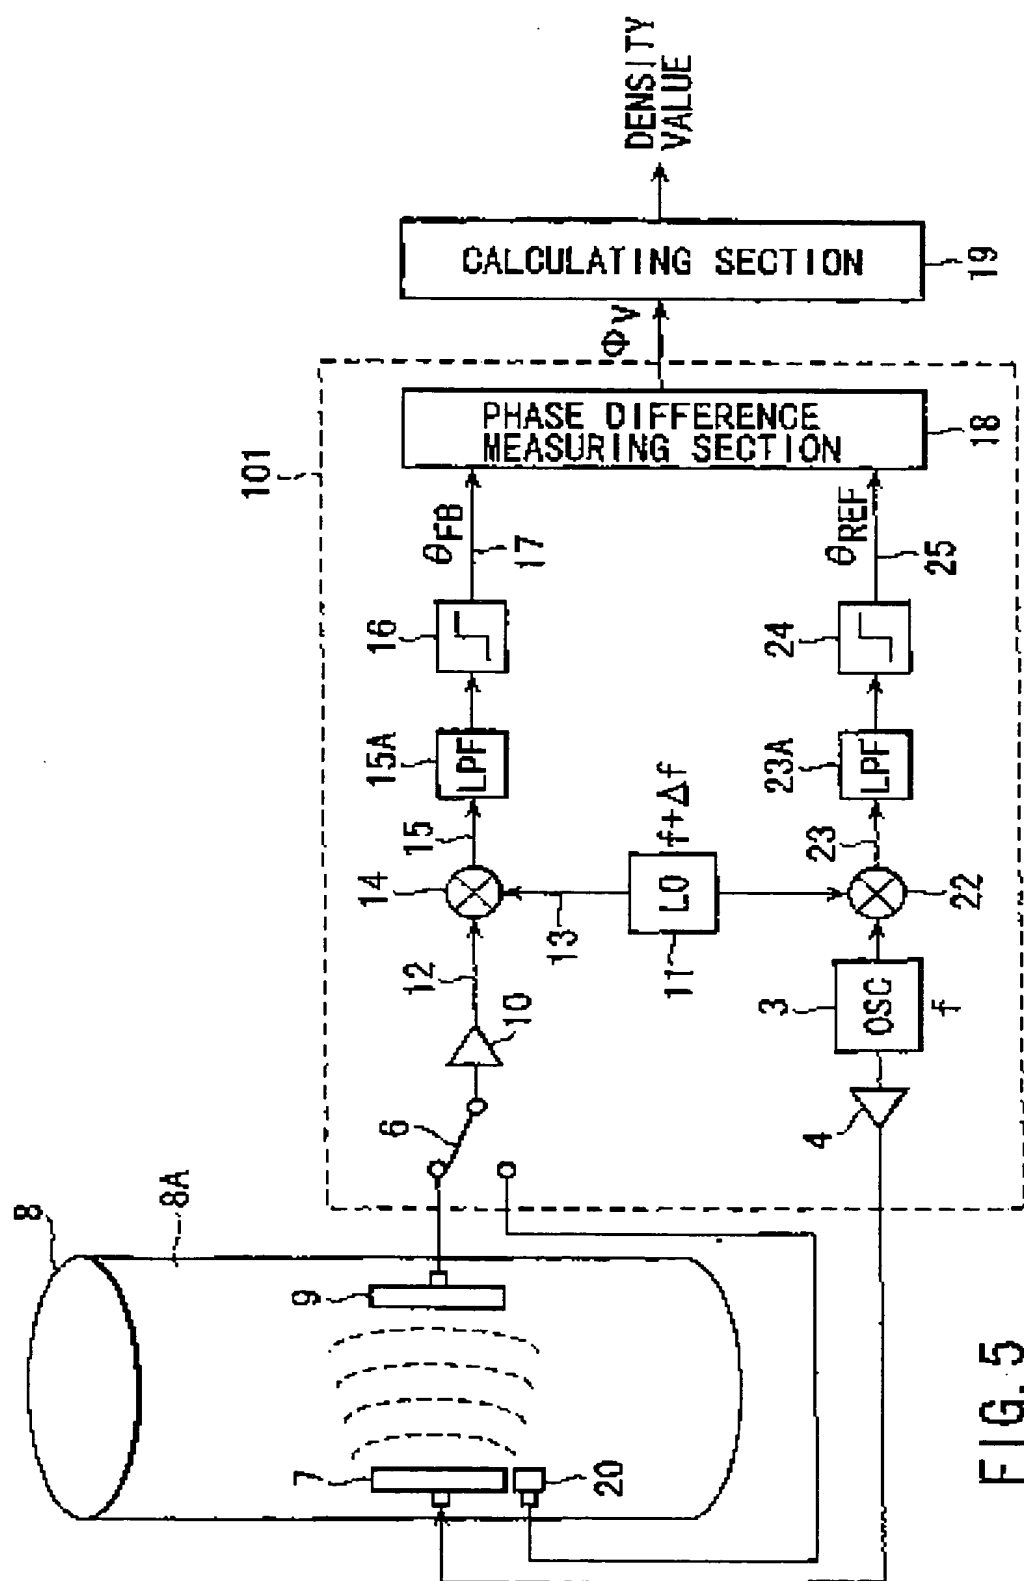 8
8A
9
7
20
101
6
10
12
14
13
15
15A
LPF
16
θFB
17
LO
11
f+Δf
4
3
OSC
f
22
23
23A
LPF
24
θREF
25
PHASE DIFFERENCE
MEASURING SECTION
18
ΦV
CALCULATING SECTION
19
DENSITY
VALUE
FIG. 5